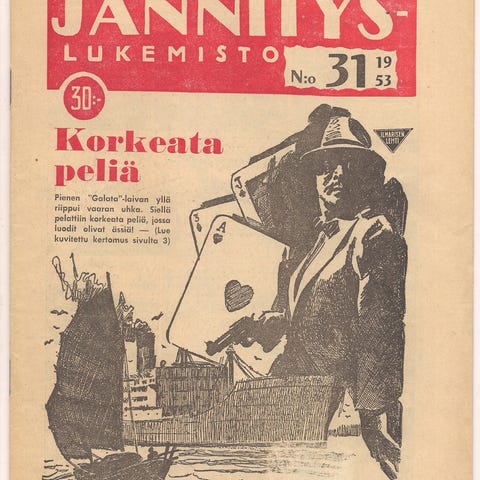 JÄNNITYS-
LUKEMISTO
N:o 31 19
53
30:-
ILMARISEN
LEHTI
Korkeata
peliä
Pienen "Galata"-laivan yllä
riippui vaaran uhka. Siellä
pelattiin korkeata peliä, jossa
luodit olivat ässiä! — (Lue
kuvitettu kertomus sivulta 3)
A
3